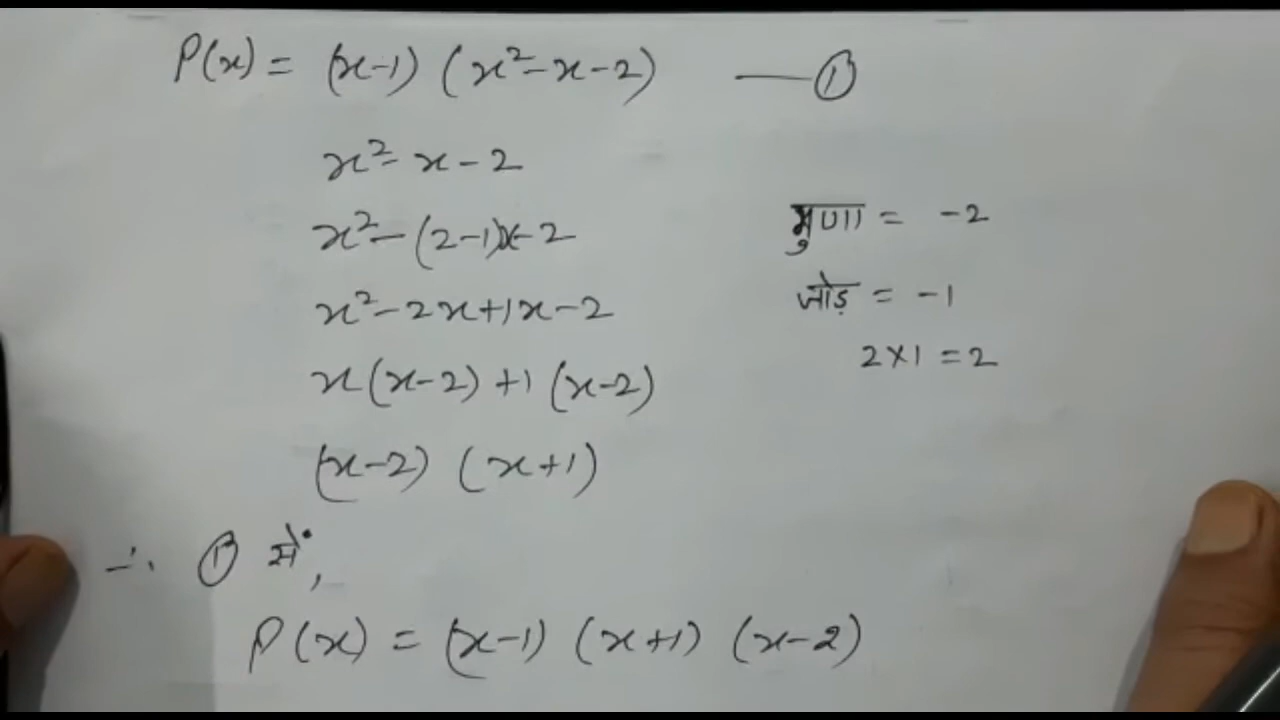 P(x) = (x-1) (x²-x-2) — ①
x²-x-2
x²-(2-1)x-2
गुणा = -2
x²-2x+1x-2
जोड़ = -1
x(x-2)+1(x-2)
2×1=2
(x-2) (x+1)
∴ ① से,
P(x) = (x-1) (x+1) (x-2)